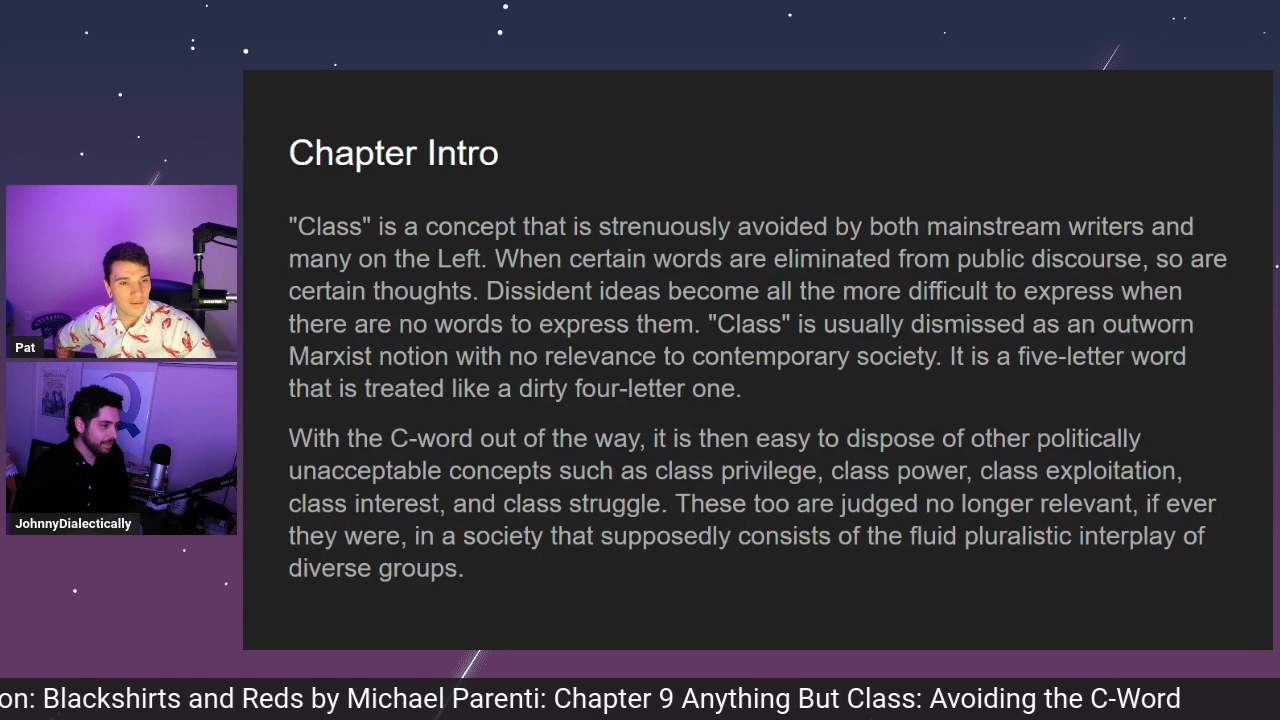 Chapter Intro
"Class" is a concept that is strenuously avoided by both mainstream writers and
many on the Left. When certain words are eliminated from public discourse, so are
certain thoughts. Dissident ideas become all the more difficult to express when
there are no words to express them. "Class" is usually dismissed as an outworn
Marxist notion with no relevance to contemporary society. It is a five-letter word
that is treated like a dirty four-letter one.
With the C-word out of the way, it is then easy to dispose of other politically
unacceptable concepts such as class privilege, class power, class exploitation,
class interest, and class struggle. These too are judged no longer relevant, if ever
they were, in a society that supposedly consists of the fluid pluralistic interplay of
diverse groups.
Pat
JohnnyDialectically
on: Blackshirts and Reds by Michael Parenti: Chapter 9 Anything But Class: Avoiding the C-Word